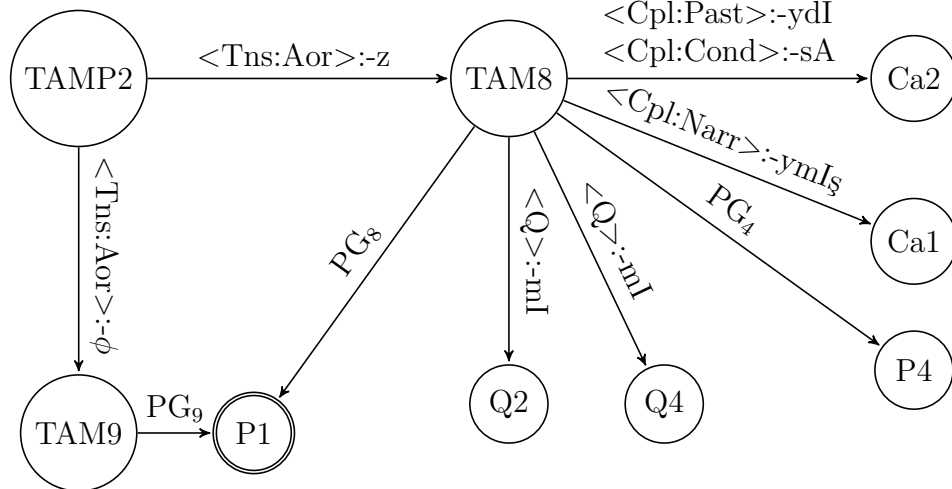 <Cpl:Past>:-ydI
<Tns:Aor>:-z
<Cpl:Cond>:-sA
TAMP2
TAM8
Ca2
<Cpl:Narr>:-ymIş
<Tns:Aor>:-ϕ
PG₈
<Q>:-mI
<Q>:-mI
PG₄
Ca1
P4
PG₉
TAM9
P1
Q2
Q4